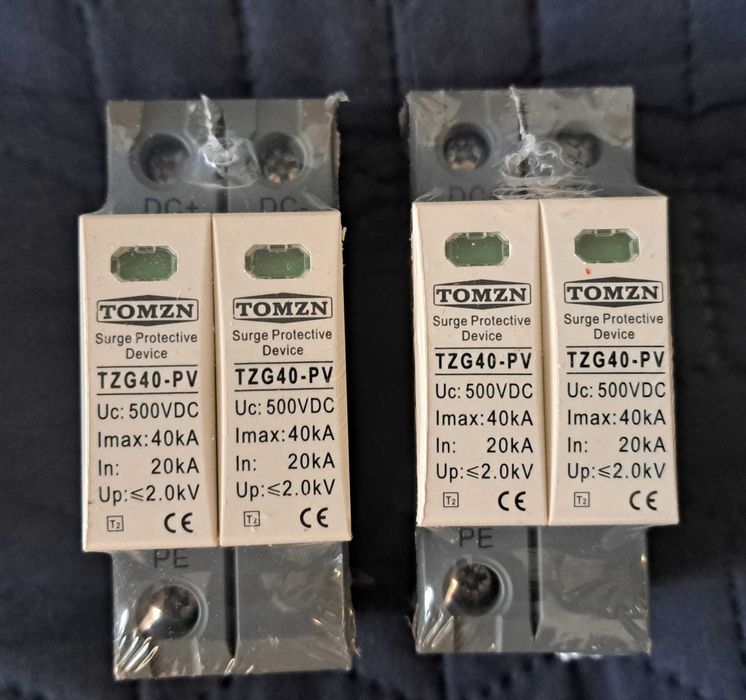 DC+ DC-
TOMZN
Surge Protective
Device
TZG40-PV
Uc: 500VDC
Imax: 40kA
In: 20kA
Up: ≤2.0kV
T2 CE
TOMZN
Surge Protective
Device
TZG40-PV
Uc: 500VDC
Imax: 40kA
In: 20kA
Up: ≤2.0kV
T2 CE
PE
DC-
TOMZN
Surge Protective
Device
TZG40-PV
Uc: 500VDC
Imax: 40kA
In: 20kA
Up: ≤2.0kV
T2 CE
TOMZN
Surge Protective
Device
TZG40-PV
Uc: 500VDC
Imax: 40kA
In: 20kA
Up: ≤2.0kV
T2 CE
PE